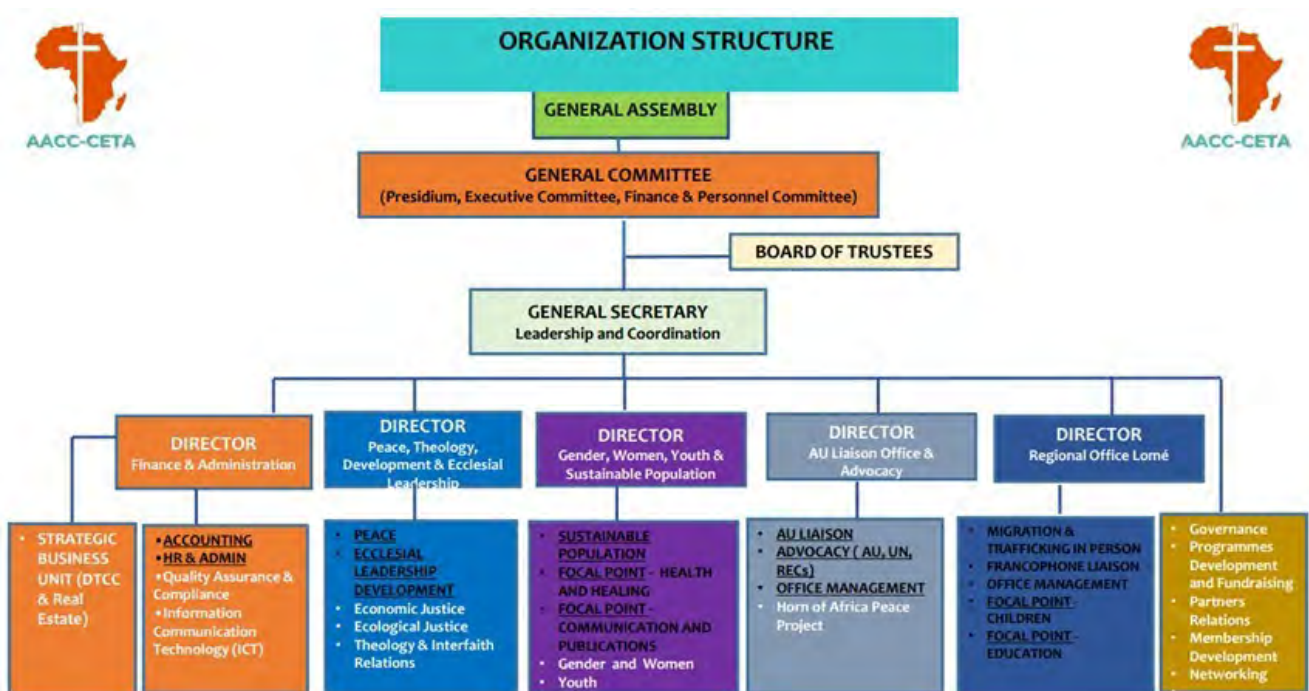 ORGANIZATION STRUCTURE
AACC-CETA
AACC-CETA
GENERAL ASSEMBLY
GENERAL COMMITTEE
(Presidium, Executive Committee, Finance & Personnel Committee)
BOARD OF TRUSTEES
GENERAL SECRETARY
Leadership and Coordination
DIRECTOR
Finance & Administration
DIRECTOR
Peace, Theology,
Development & Ecclesial
Leadership
DIRECTOR
Gender, Women, Youth &
Sustainable Population
DIRECTOR
AU Liaison Office &
Advocacy
DIRECTOR
Regional Office Lomé
• STRATEGIC
BUSINESS
UNIT (DTCC
& Real
Estate)
•ACCOUNTING
•HR & ADMIN
•Quality Assurance &
Compliance
•Information
Communication
Technology (ICT)
• PEACE
• ECCLESIAL
LEADERSHIP
DEVELOPMENT
• Economic Justice
• Ecological Justice
• Theology & Interfaith
Relations
• SUSTAINABLE
POPULATION
• FOCAL POINT - HEALTH
AND HEALING
• FOCAL POINT -
COMMUNICATION AND
PUBLICATIONS
• Gender and Women
• Youth
• AU LIAISON
• ADVOCACY ( AU, UN,
RECs)
• OFFICE MANAGEMENT
• Horn of Africa Peace
Project
• MIGRATION &
TRAFFICKING IN PERSON
• FRANCOPHONE LIAISON
• OFFICE MANAGEMENT
• FOCAL POINT -
CHILDREN
• FOCAL POINT -
EDUCATION
• Governance
• Programmes
Development
and Fundraising
• Partners
Relations
• Membership
Development
• Networking